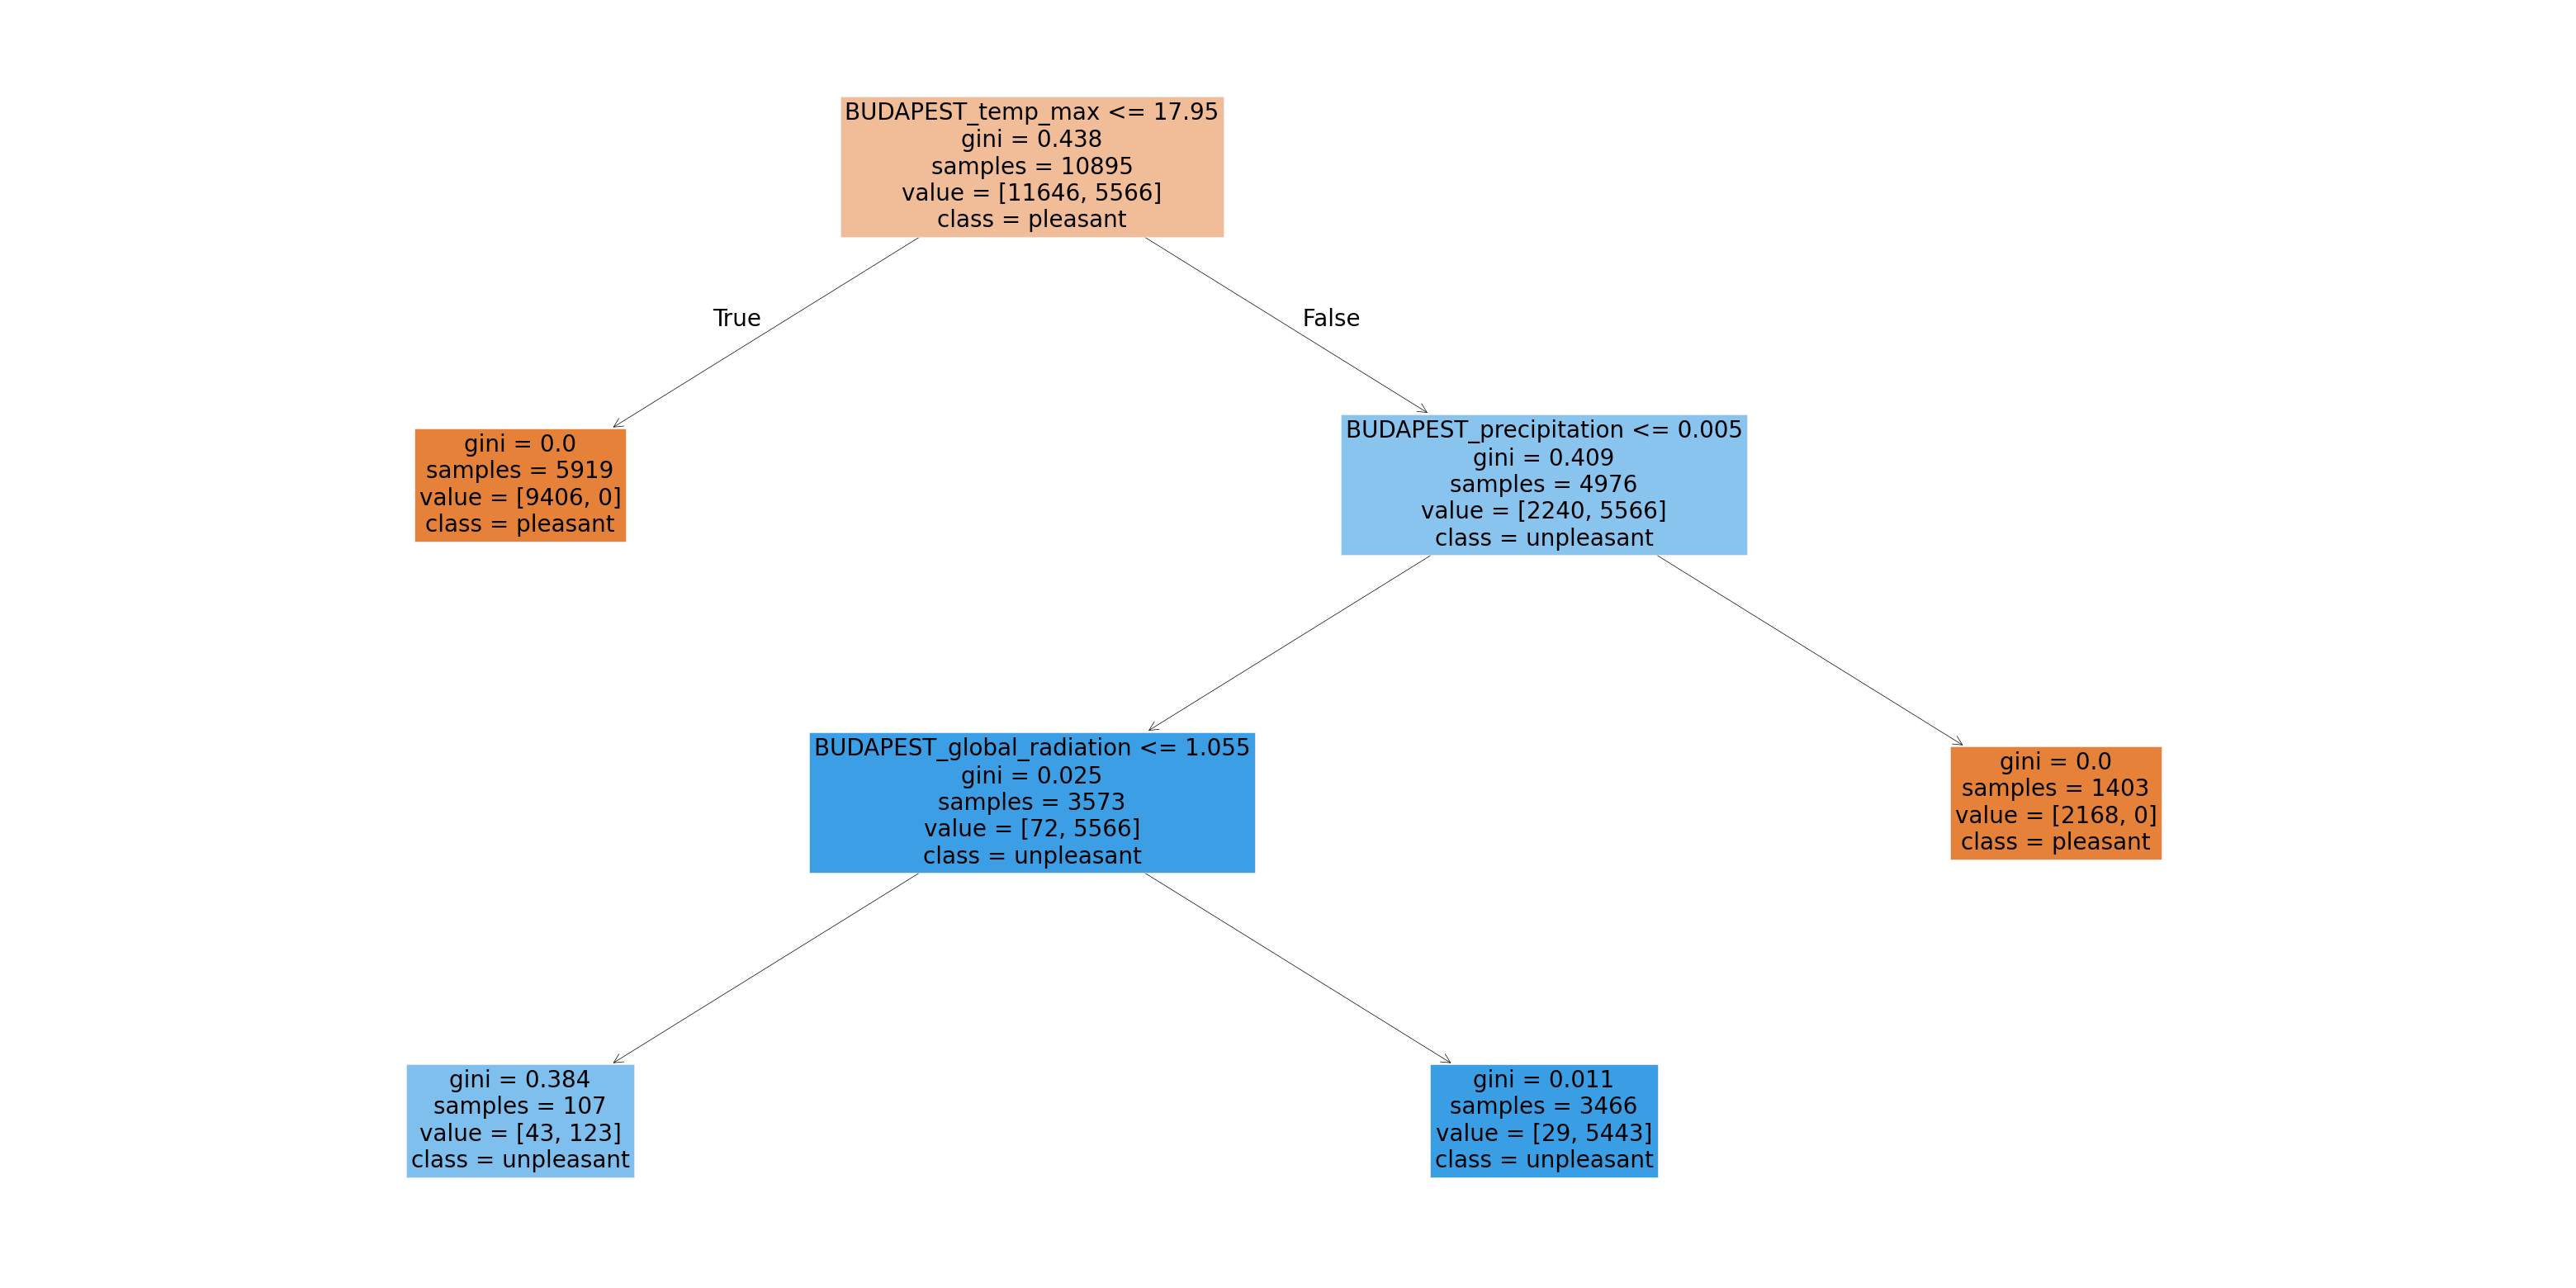 BUDAPEST_temp_max <= 17.95
gini = 0.438
samples = 10895
value = [11646, 5566]
class = pleasant
True
False
gini = 0.0
samples = 5919
value = [9406, 0]
class = pleasant
BUDAPEST_precipitation <= 0.005
gini = 0.409
samples = 4976
value = [2240, 5566]
class = unpleasant
BUDAPEST_global_radiation <= 1.055
gini = 0.025
samples = 3573
value = [72, 5566]
class = unpleasant
gini = 0.0
samples = 1403
value = [2168, 0]
class = pleasant
gini = 0.384
samples = 107
value = [43, 123]
class = unpleasant
gini = 0.011
samples = 3466
value = [29, 5443]
class = unpleasant